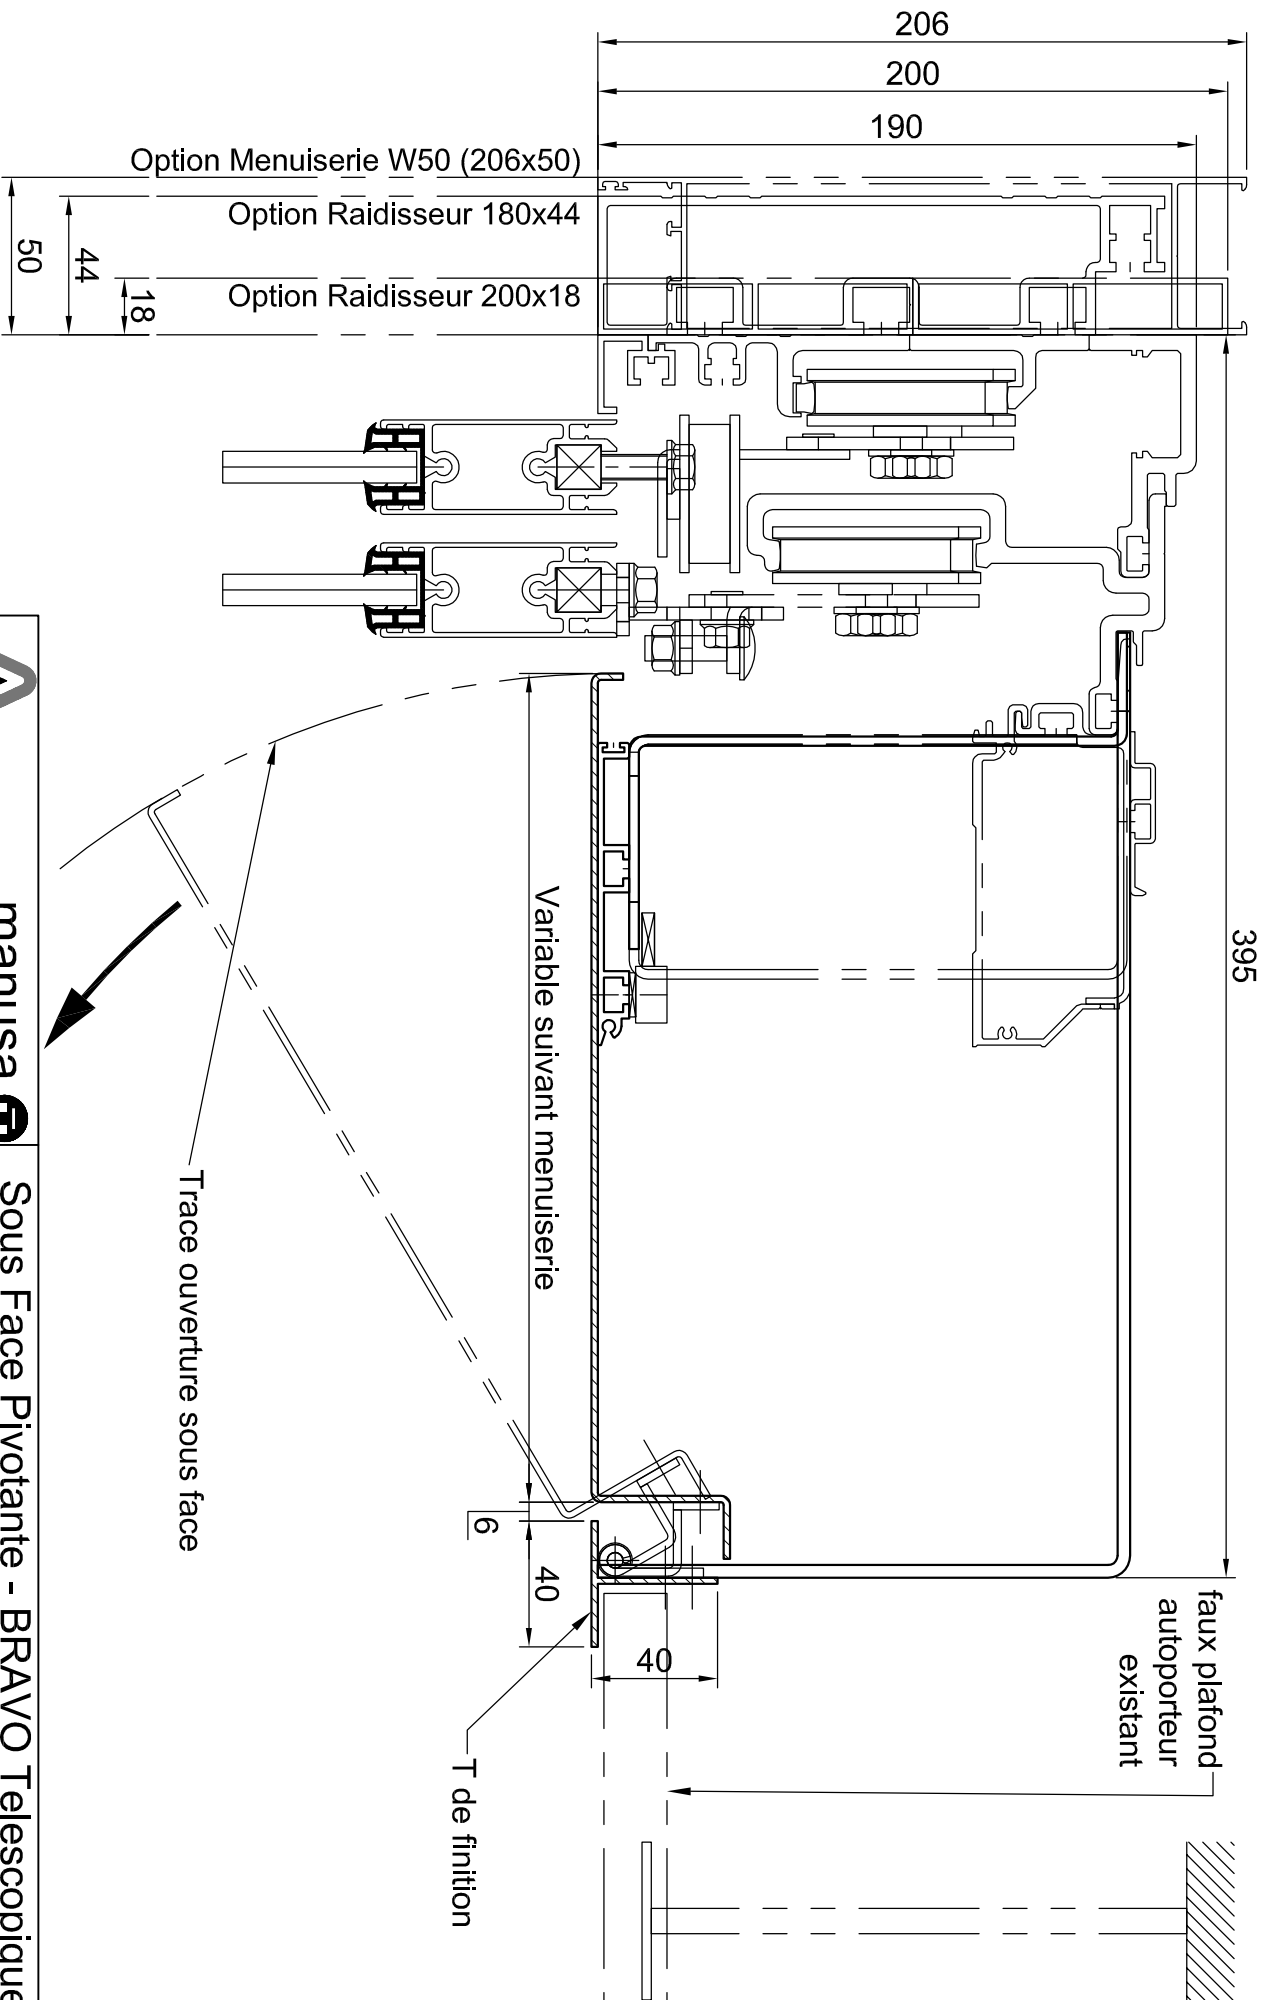 206
200
190
Option Menuiserie W50 (206x50)
Option Raidisseur 180x44
Option Raidisseur 200x18
50
44
18
395
Variable suivant menuiserie
Trace ouverture sous face
6
40
40
faux plafond
autoporteur
existant
T de finition
manusa
Sous Face Pivotante - BRAVO Telescopique